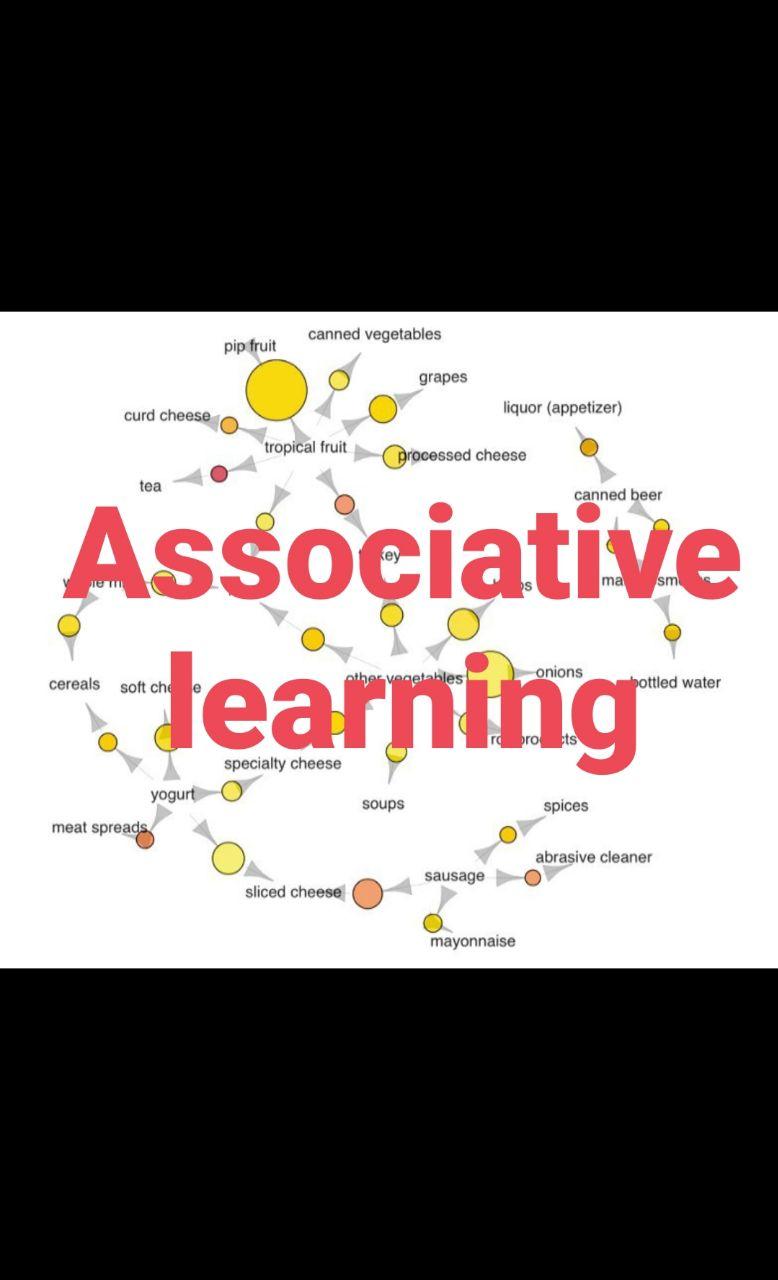 canned vegetables
pip fruit
grapes
liquor (appetizer)
curd cheese
tropical fruit
processed cheese
tea
canned beer
Associative
learning
other vegetables
onions
bottled water
cereals
soft cheese
specialty cheese
yogurt
soups
spices
meat spreads
abrasive cleaner
sausage
sliced cheese
mayonnaise